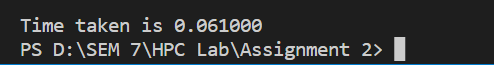 Time taken is 0.061000
PS D:\SEM 7\HPC Lab\Assignment 2>